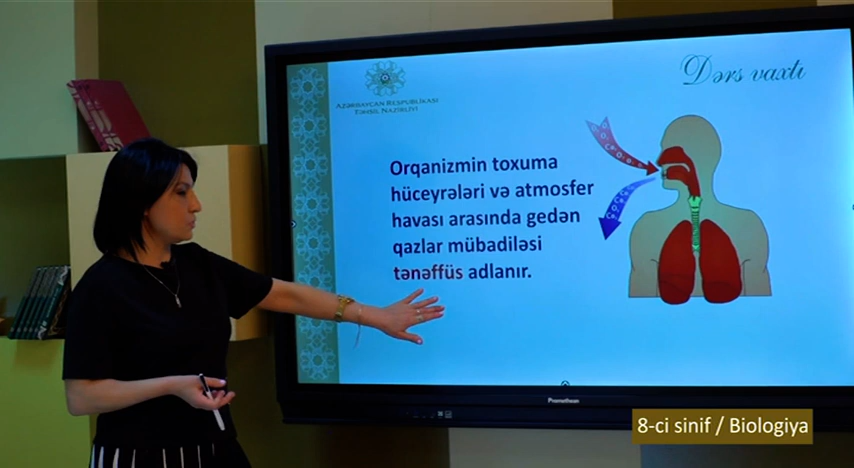 Dərs vaxtı
AZƏRBAYCAN RESPUBLİKASI
TƏHSİL NAZİRLİYİ
Orqanizmin toxuma
hüceyrələri və atmosfer
havası arasında gedən
qazlar mübadiləsi
tənəffüs adlanır.
Promethean
8-ci sinif / Biologiya